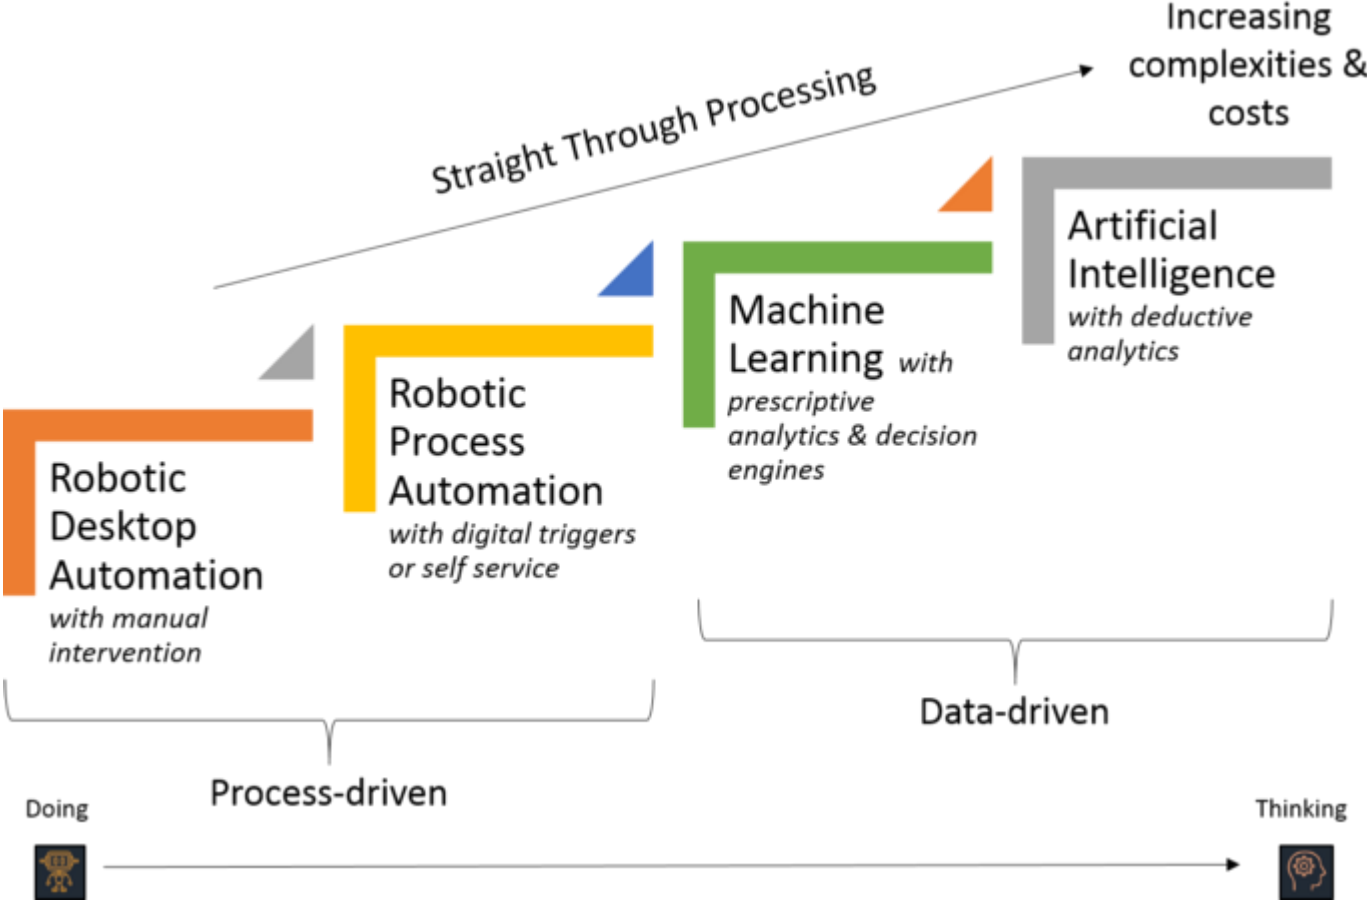 Increasing
complexities &
costs
Straight Through Processing
Artificial
Intelligence
with deductive
analytics
Machine
Learning with
prescriptive
analytics & decision
engines
Robotic
Process
Automation
with digital triggers
or self service
Robotic
Desktop
Automation
with manual
intervention
Data-driven
Process-driven
Doing
Thinking